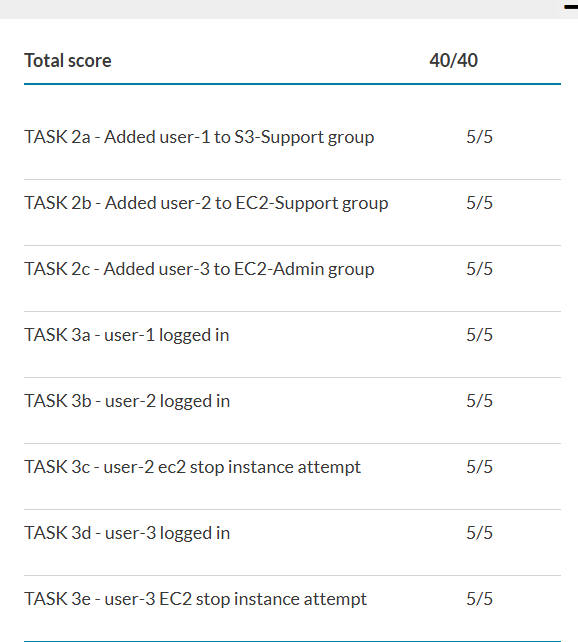 Total score 40/40
TASK 2a - Added user-1 to S3-Support group 5/5
TASK 2b - Added user-2 to EC2-Support group 5/5
TASK 2c - Added user-3 to EC2-Admin group 5/5
TASK 3a - user-1 logged in 5/5
TASK 3b - user-2 logged in 5/5
TASK 3c - user-2 ec2 stop instance attempt 5/5
TASK 3d - user-3 logged in 5/5
TASK 3e - user-3 EC2 stop instance attempt 5/5